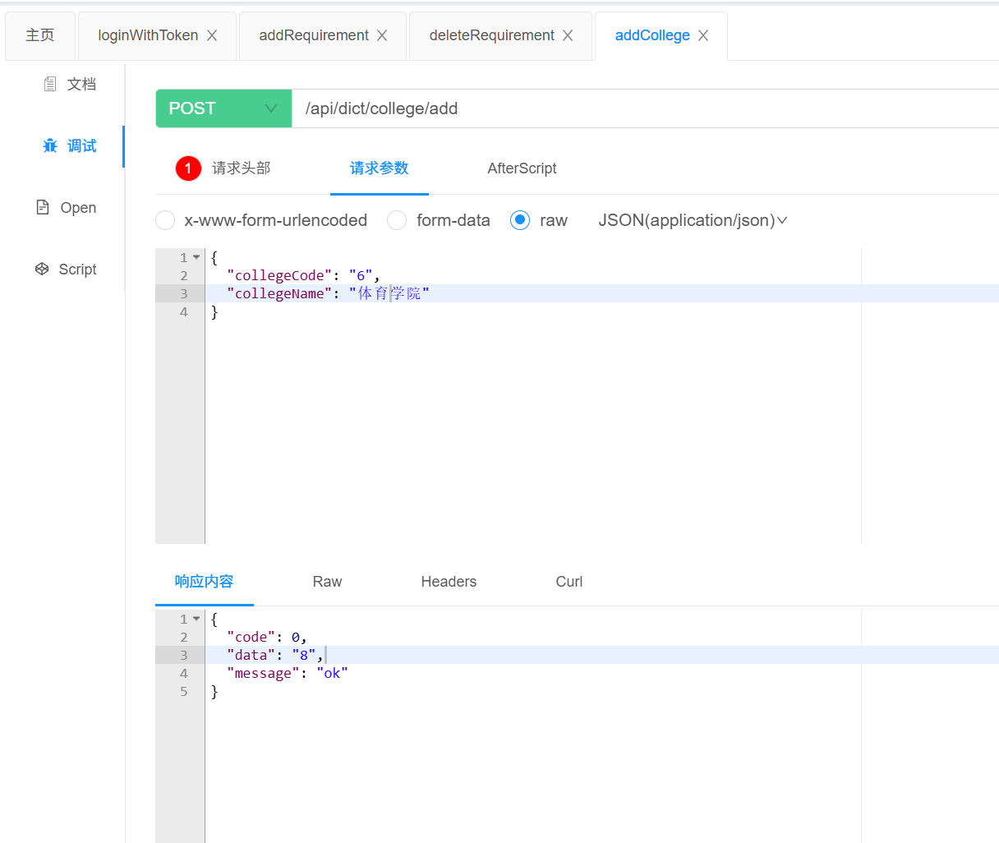 主页 loginWithToken addRequirement deleteRequirement addCollege
文档
调试
Open
Script
POST /api/dict/college/add
1 请求头部 请求参数 AfterScript
x-www-form-urlencoded form-data raw JSON(application/json)
1 {
2 "collegeCode": "6",
3 "collegeName": "体育学院"
4 }
响应内容 Raw Headers Curl
1 {
2 "code": 0,
3 "data": "8",
4 "message": "ok"
5 }